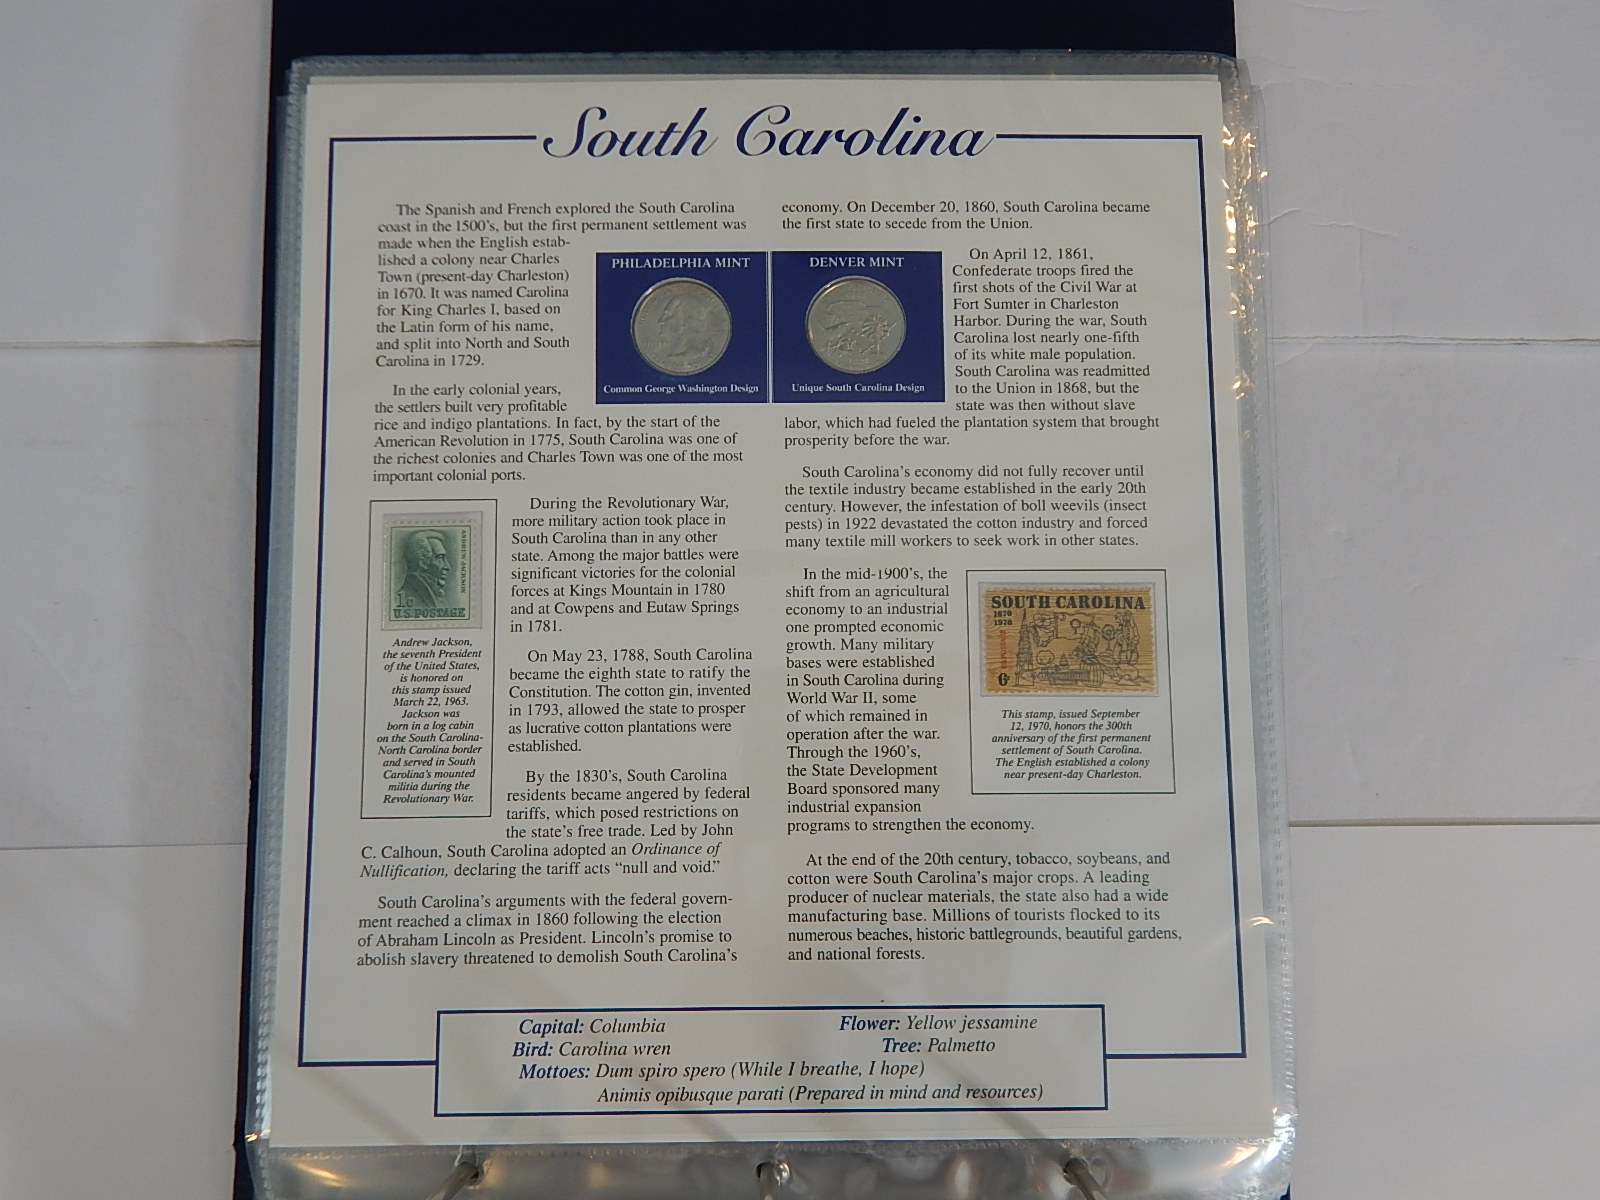 South Carolina
The Spanish and French explored the South Carolina
coast in the 1500's, but the first permanent settlement was
made when the English estab-
lished a colony near Charles
Town (present-day Charleston)
in 1670. It was named Carolina
for King Charles I, based on
the Latin form of his name,
and split into North and South
Carolina in 1729.
In the early colonial years,
the settlers built very profitable
rice and indigo plantations. In fact, by the start of the
American Revolution in 1775, South Carolina was one of
the richest colonies and Charles Town was one of the most
important colonial ports.
PHILADELPHIA MINT
Common George Washington Design
DENVER MINT
Unique South Carolina Design
ANDREW JACKSON
1c
U.S. POSTAGE
Andrew Jackson,
the seventh President
of the United States,
is honored on
this stamp issued
March 22, 1963.
Jackson was
born in a log cabin
on the South Carolina-
North Carolina border
and served in South
Carolina's mounted
militia during the
Revolutionary War.
During the Revolutionary War,
more military action took place in
South Carolina than in any other
state. Among the major battles were
significant victories for the colonial
forces at Kings Mountain in 1780
and at Cowpens and Eutaw Springs
in 1781.
On May 23, 1788, South Carolina
became the eighth state to ratify the
Constitution. The cotton gin, invented
in 1793, allowed the state to prosper
as lucrative cotton plantations were
established.
By the 1830's, South Carolina
residents became angered by federal
tariffs, which posed restrictions on
the state's free trade. Led by John
C. Calhoun, South Carolina adopted an Ordinance of
Nullification, declaring the tariff acts "null and void."
South Carolina's arguments with the federal govern-
ment reached a climax in 1860 following the election
of Abraham Lincoln as President. Lincoln's promise to
abolish slavery threatened to demolish South Carolina's
economy. On December 20, 1860, South Carolina became
the first state to secede from the Union.
On April 12, 1861,
Confederate troops fired the
first shots of the Civil War at
Fort Sumter in Charleston
Harbor. During the war, South
Carolina lost nearly one-fifth
of its white male population.
South Carolina was readmitted
to the Union in 1868, but the
state was then without slave
labor, which had fueled the plantation system that brought
prosperity before the war.
South Carolina's economy did not fully recover until
the textile industry became established in the early 20th
century. However, the infestation of boll weevils (insect
pests) in 1922 devastated the cotton industry and forced
many textile mill workers to seek work in other states.
In the mid-1900's, the
shift from an agricultural
economy to an industrial
one prompted economic
growth. Many military
bases were established
in South Carolina during
World War II, some
of which remained in
operation after the war.
Through the 1960's,
the State Development
Board sponsored many
industrial expansion
programs to strengthen the economy.
SOUTH CAROLINA
1670
1970
6c
This stamp, issued September
12, 1970, honors the 300th
anniversary of the first permanent
settlement of South Carolina.
The English established a colony
near present-day Charleston.
At the end of the 20th century, tobacco, soybeans, and
cotton were South Carolina's major crops. A leading
producer of nuclear materials, the state also had a wide
manufacturing base. Millions of tourists flocked to its
numerous beaches, historic battlegrounds, beautiful gardens,
and national forests.
Capital: Columbia
Flower: Yellow jessamine
Bird: Carolina wren
Tree: Palmetto
Mottoes: Dum spiro spero (While I breathe, I hope)
Animis opibusque parati (Prepared in mind and resources)